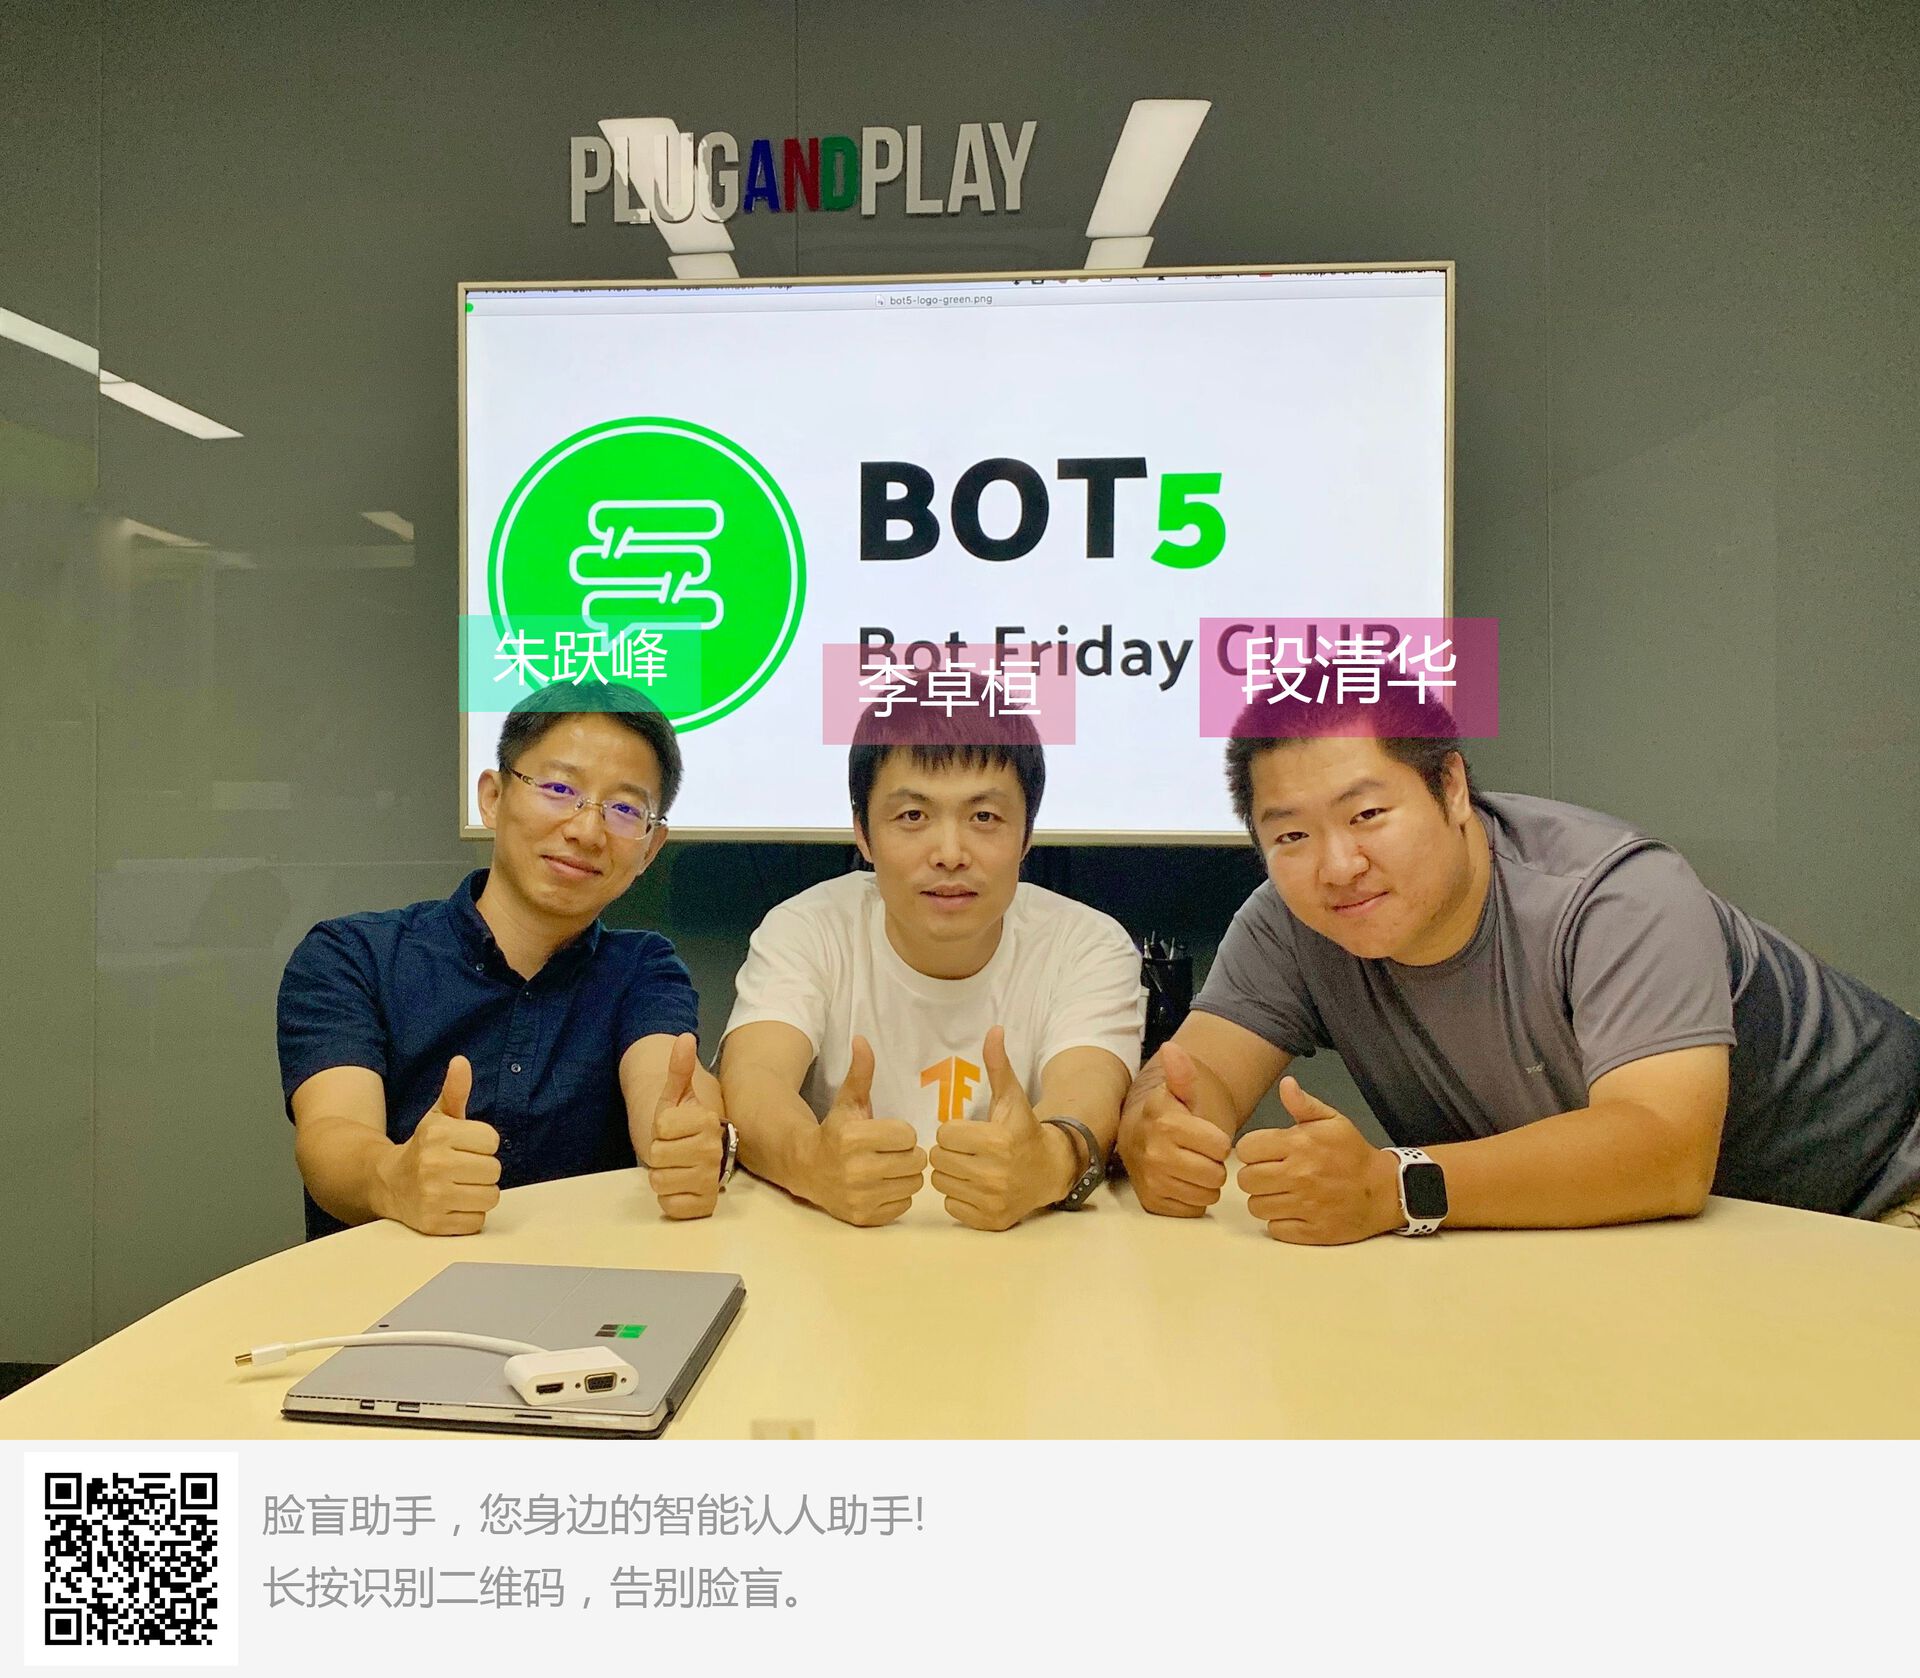 PLUGANDPLAY
bot5-logo-green.png
BOT5
Bot Friday CLUB
朱跃峰
李卓桓
段清华
TF
脸盲助手，您身边的智能认人助手!
长按识别二维码，告别脸盲。